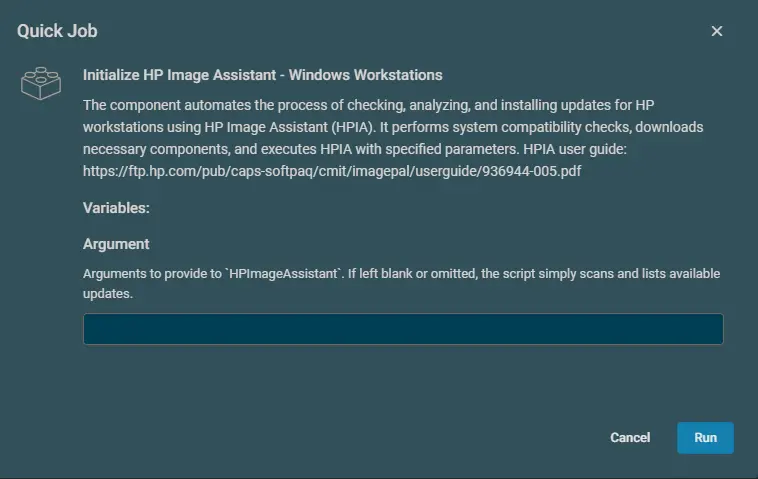 Quick Job
Initialize HP Image Assistant - Windows Workstations
The component automates the process of checking, analyzing, and installing updates for HP
workstations using HP Image Assistant (HPIA). It performs system compatibility checks, downloads
necessary components, and executes HPIA with specified parameters. HPIA user guide:
https://ftp.hp.com/pub/caps-softpaq/cmit/imagepal/userguide/936944-005.pdf
Variables:
Argument
Arguments to provide to `HPImageAssistant`. If left blank or omitted, the script simply scans and lists available
updates.
Cancel
Run